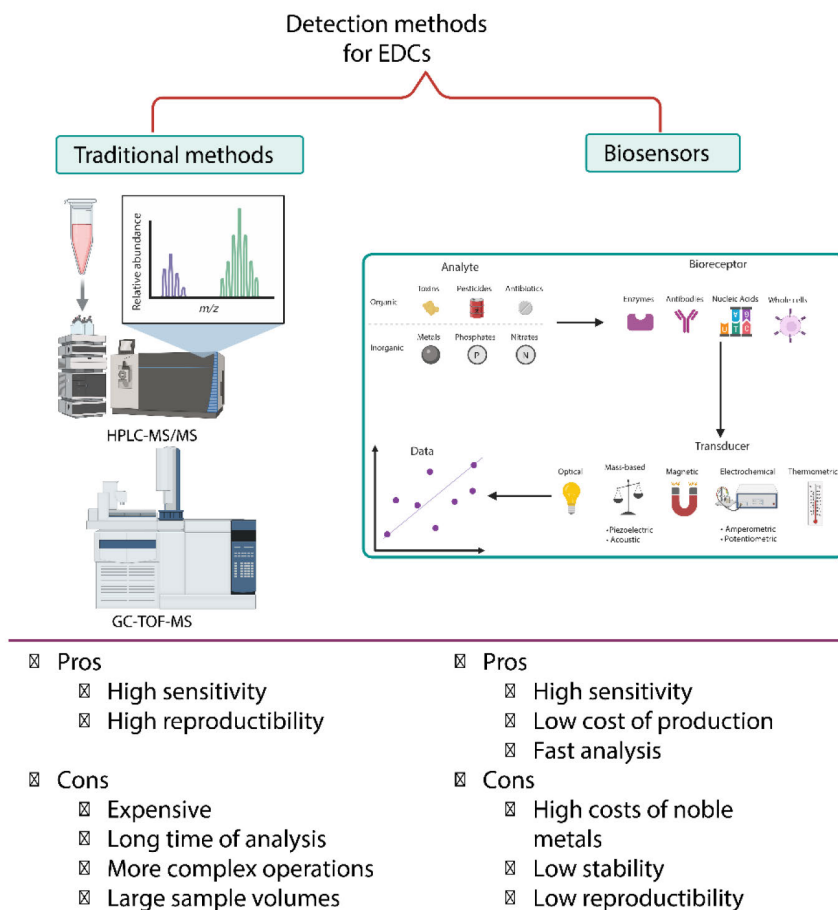 Detection methods
for EDCs
Traditional methods
Biosensors
Relative abundance
m/z
HPLC-MS/MS
GC-TOF-MS
Analyte
Toxins Pesticides Antibiotics
Organic
Metals Phosphates Nitrates
Inorganic
P N
Bioreceptor
Enzymes Antibodies Nucleic Acids Whole cells
Transducer
Optical Mass-based Magnetic Electrochemical Thermometric
•Piezoelectric
• Acoustic
• Amperometric
• Potentiometric
Data
Pros
High sensitivity
High reproductibility
Cons
Expensive
Long time of analysis
More complex operations
Large sample volumes
Pros
High sensitivity
Low cost of production
Fast analysis
Cons
High costs of noble
metals
Low stability
Low reproductibility